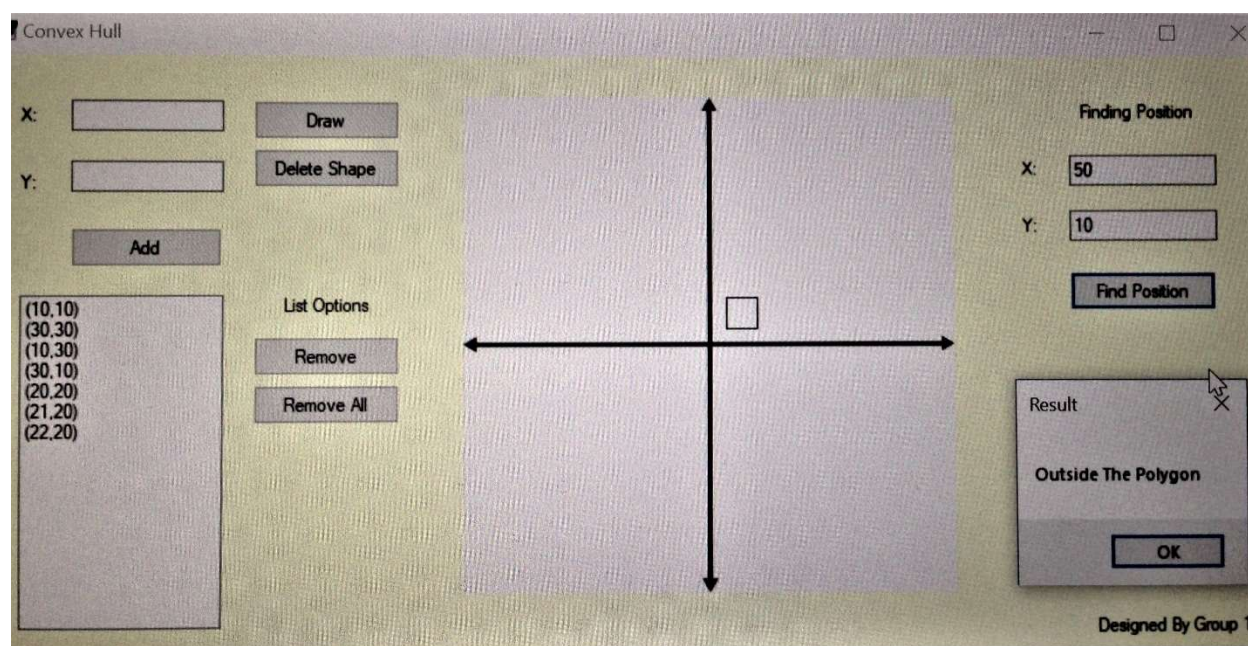 Convex Hull
X:
Draw
Delete Shape
Y:
Add
(10,10)
(30,30)
(10,30)
(30,10)
(20,20)
(21,20)
(22,20)
List Options
Remove
Remove All
Finding Position
X: 50
Y: 10
Find Position
Result
Outside The Polygon
OK
Designed By Group 1